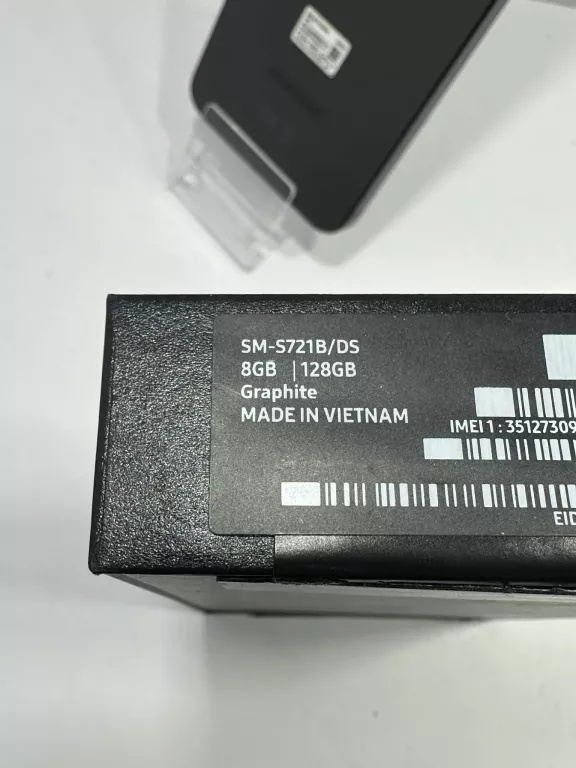 SM-S721B/DS
8GB | 128GB
Graphite
MADE IN VIETNAM
IMEI 1 : 35127309
EID